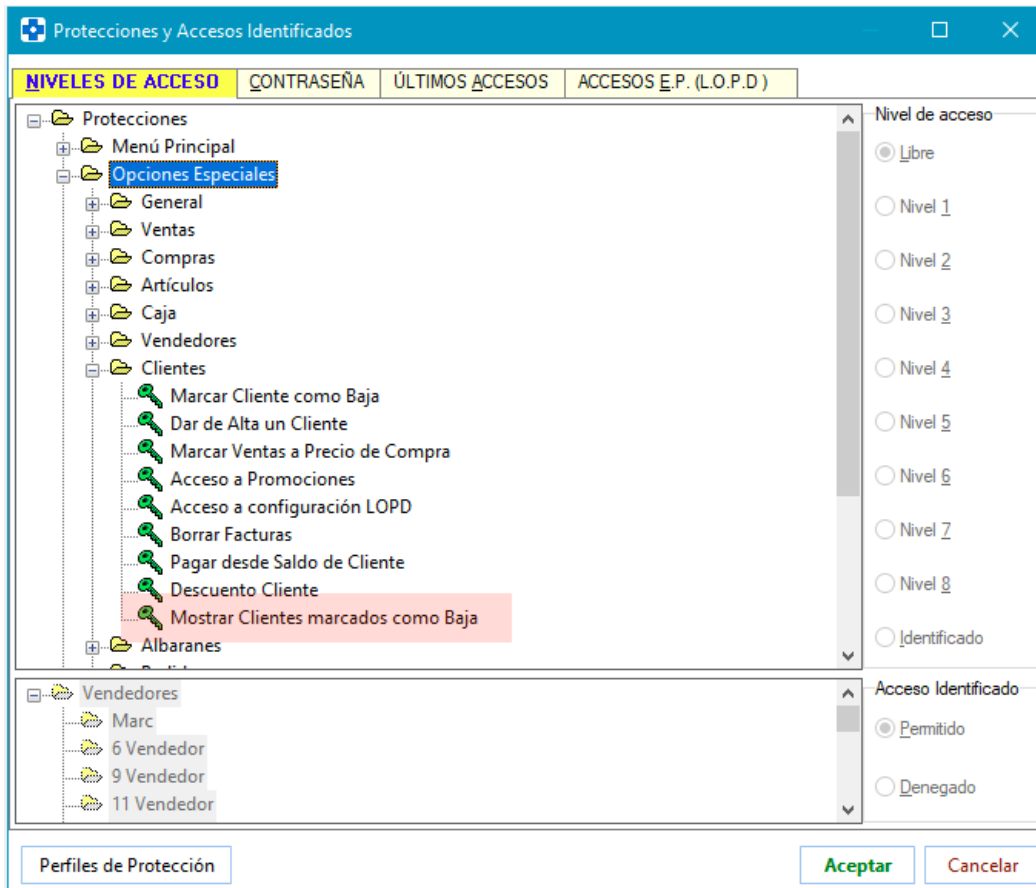 Protecciones y Accesos Identificados
NIVELES DE ACCESO CONTRASEÑA ÚLTIMOS ACCESOS ACCESOS E.P. (L.O.P.D )
Protecciones
Menú Principal
Opciones Especiales
General
Ventas
Compras
Artículos
Caja
Vendedores
Clientes
Marcar Cliente como Baja
Dar de Alta un Cliente
Marcar Ventas a Precio de Compra
Acceso a Promociones
Acceso a configuración LOPD
Borrar Facturas
Pagar desde Saldo de Cliente
Descuento Cliente
Mostrar Clientes marcados como Baja
Albaranes
Nivel de acceso
Libre
Nivel 1
Nivel 2
Nivel 3
Nivel 4
Nivel 5
Nivel 6
Nivel 7
Nivel 8
Identificado
Vendedores
Marc
6 Vendedor
9 Vendedor
11 Vendedor
Acceso Identificado
Permitido
Denegado
Perfiles de Protección Aceptar Cancelar